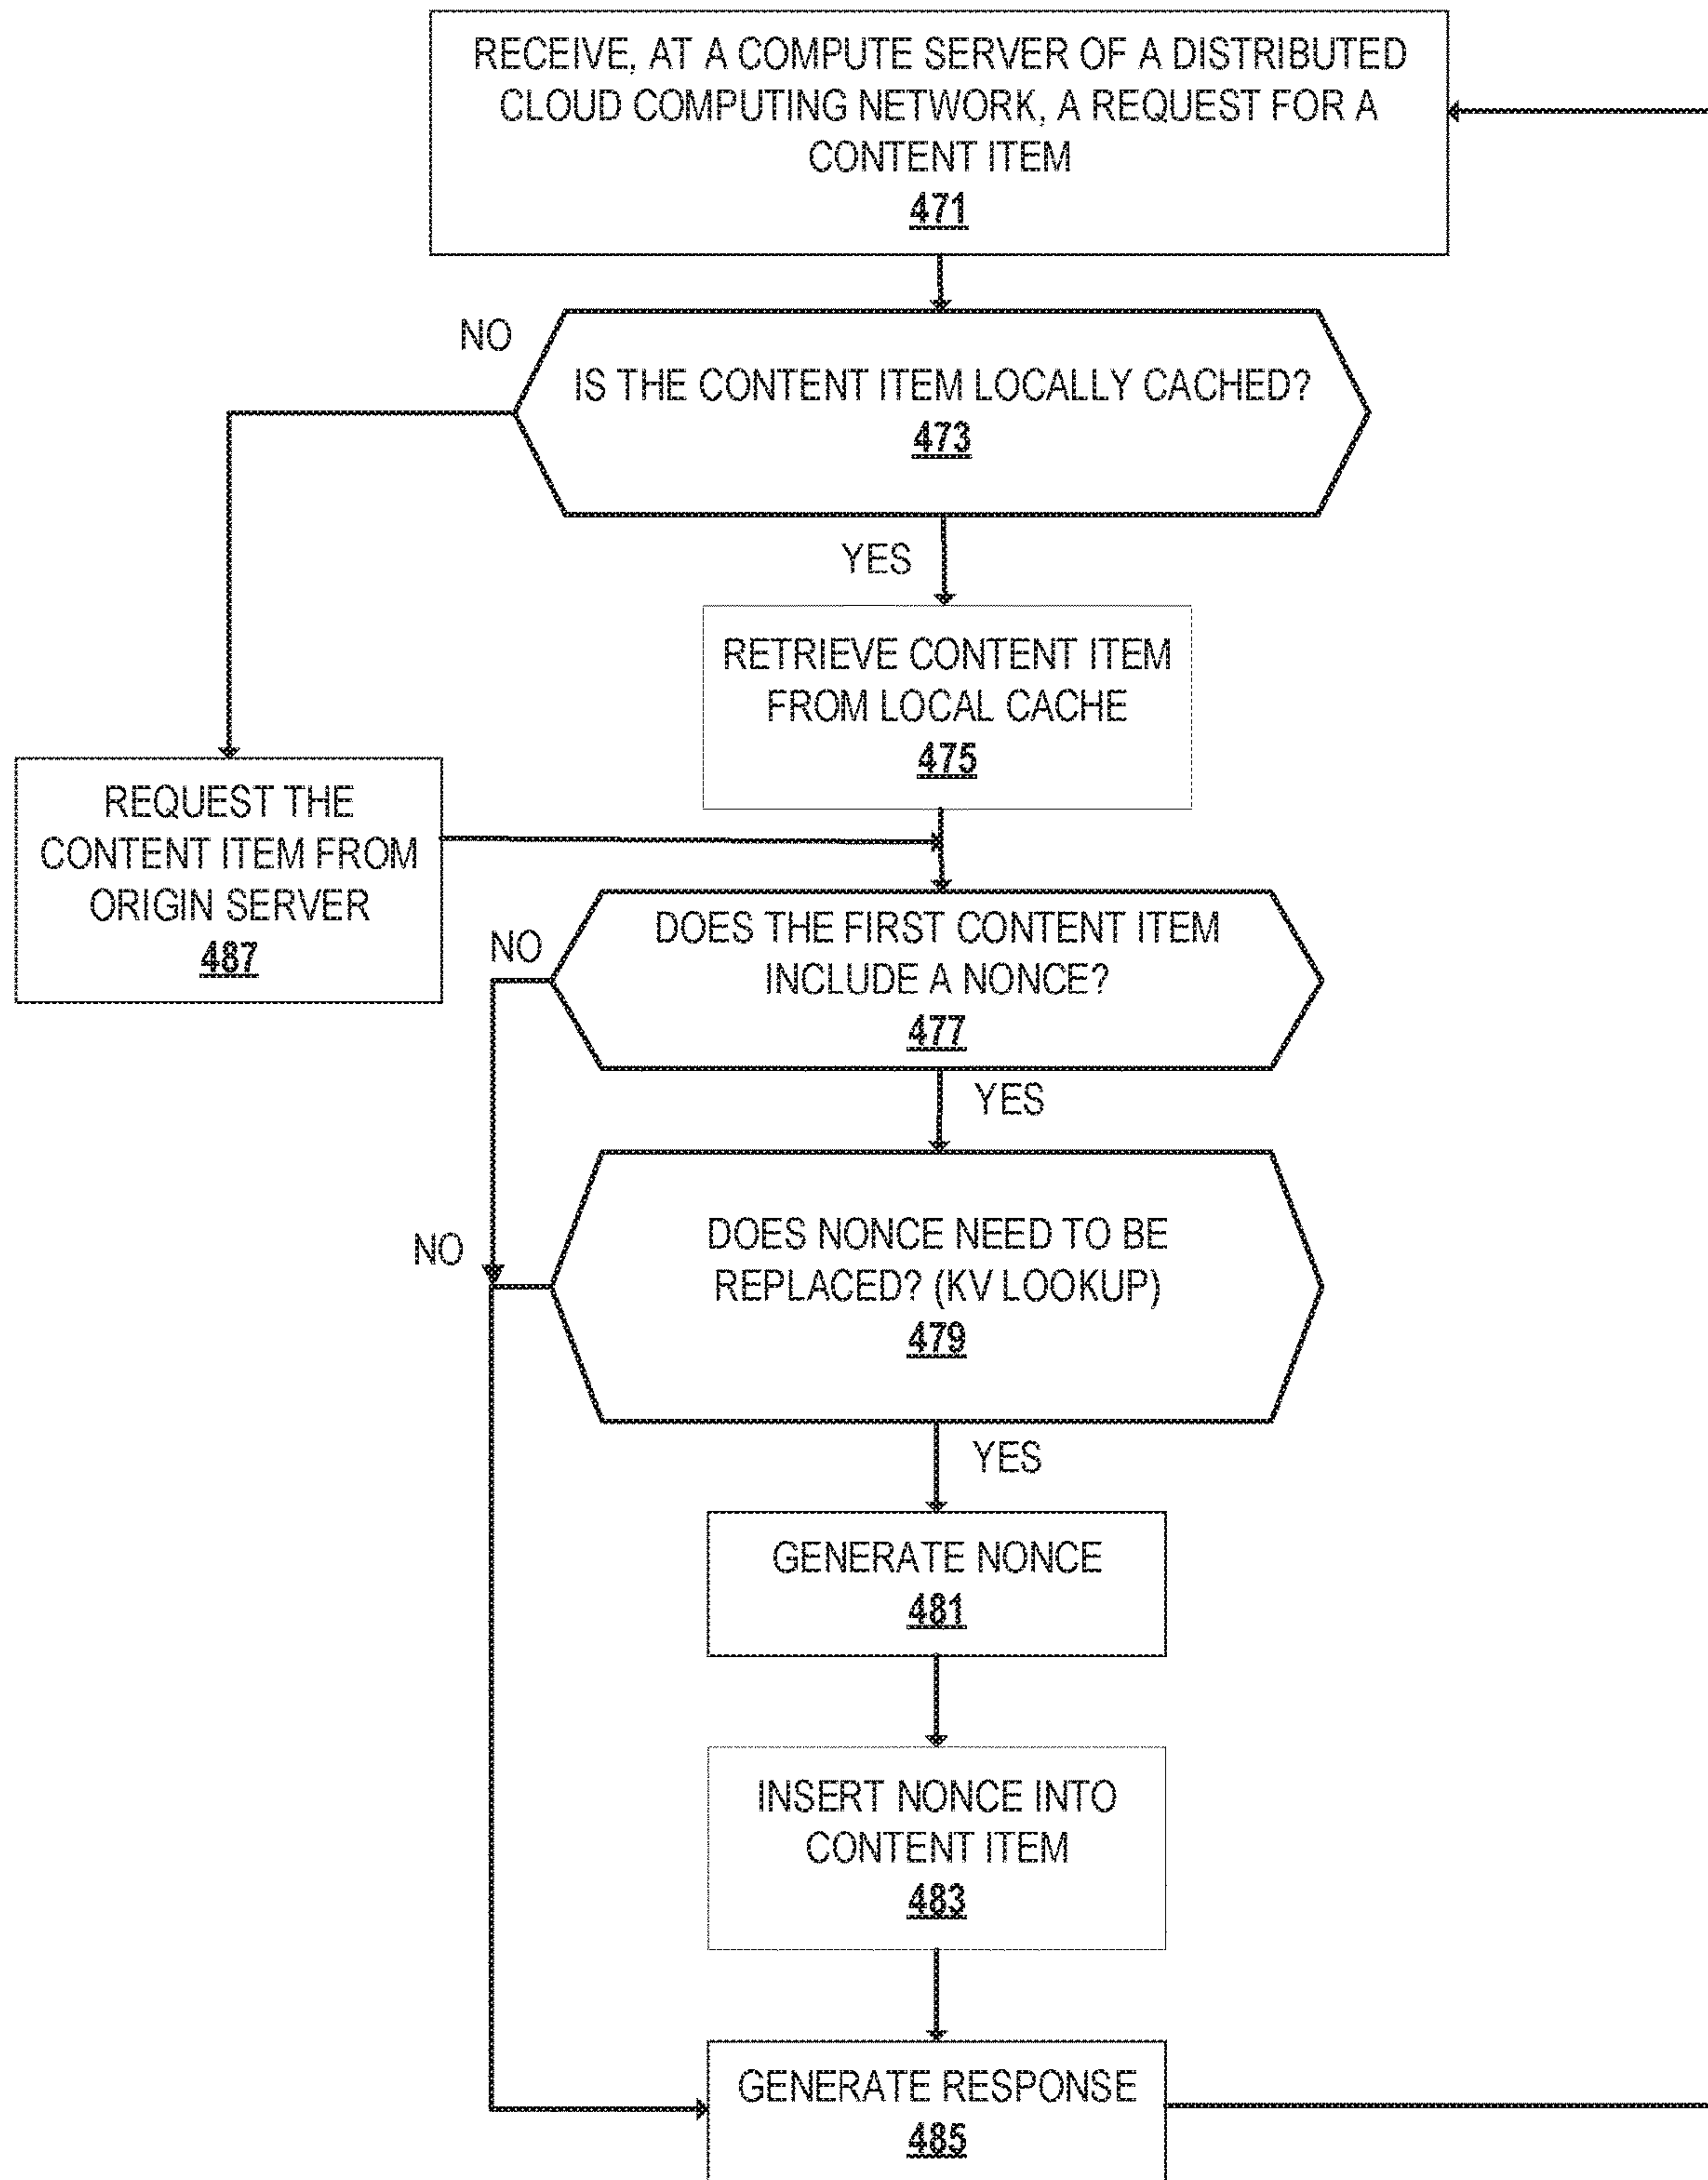 RECEIVE, AT A COMPUTE SERVER OF A DISTRIBUTED
CLOUD COMPUTING NETWORK, A REQUEST FOR A
CONTENT ITEM
471
NO
IS THE CONTENT ITEM LOCALLY CACHED?
473
YES
RETRIEVE CONTENT ITEM
FROM LOCAL CACHE
475
REQUEST THE
CONTENT ITEM FROM
ORIGIN SERVER
487
NO
DOES THE FIRST CONTENT ITEM
INCLUDE A NONCE?
477
YES
NO
DOES NONCE NEED TO BE
REPLACED? (KV LOOKUP)
479
YES
GENERATE NONCE
481
INSERT NONCE INTO
CONTENT ITEM
483
GENERATE RESPONSE
485